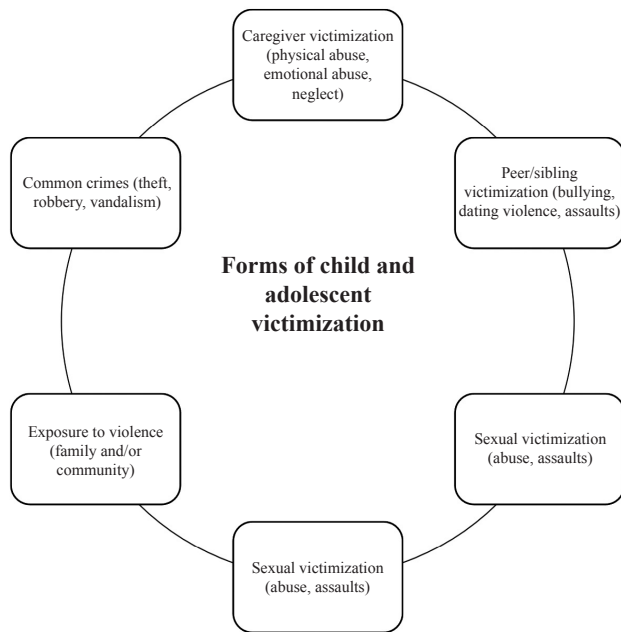 Caregiver victimization
(physical abuse,
emotional abuse,
neglect)
Peer/sibling
victimization (bullying,
dating violence, assaults)
Sexual victimization
(abuse, assaults)
Sexual victimization
(abuse, assaults)
Exposure to violence
(family and/or
community)
Common crimes (theft,
robbery, vandalism)
Forms of child and
adolescent
victimization